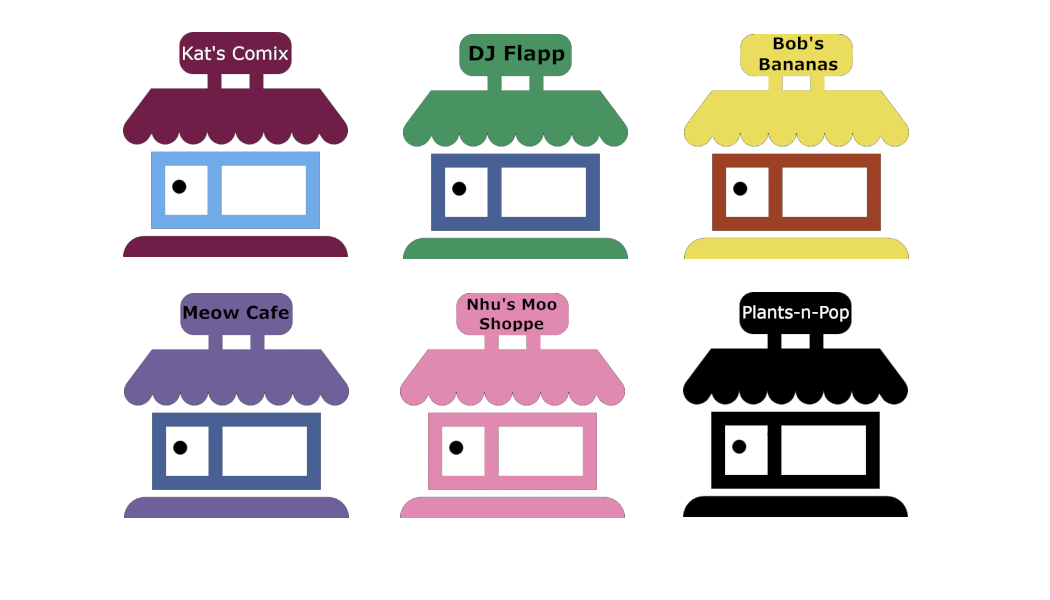 Kat's Comix
DJ Flapp
Bob's
Bananas
Meow Cafe
Nhu's Moo
Shoppe
Plants-n-Pop